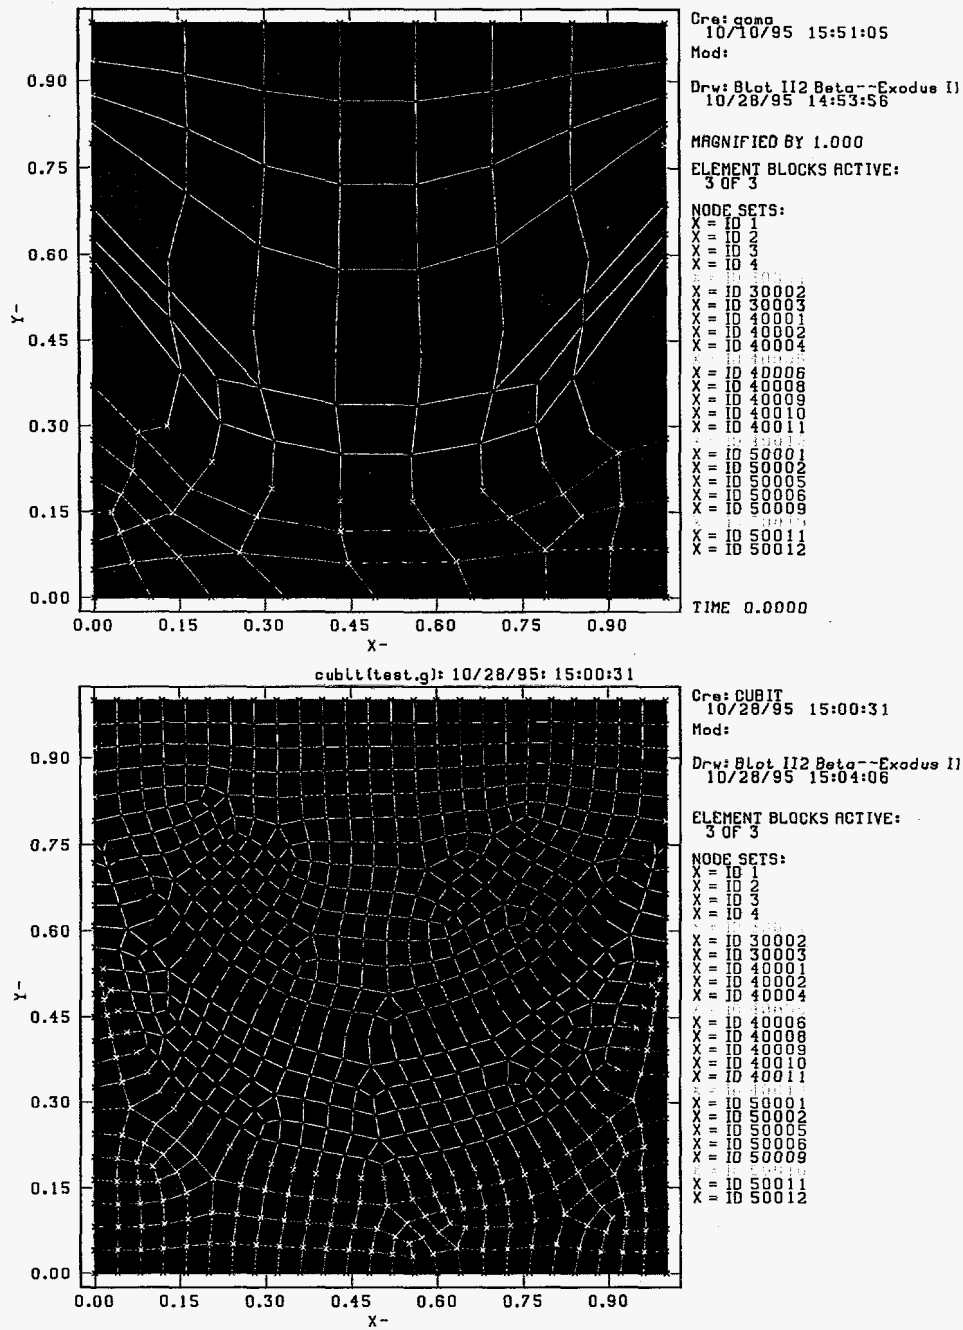 Cre: goma
10/10/95 15:51:05
Mod:
Drw: Blot II2 Beta--Exodus II
10/28/95 14:53:56
MAGNIFIED BY 1.000
ELEMENT BLOCKS ACTIVE:
3 OF 3
NODE SETS:
X = ID 1
X = ID 2
X = ID 3
X = ID 4
X = ID 30002
X = ID 30003
X = ID 40001
X = ID 40002
X = ID 40004
X = ID 40006
X = ID 40008
X = ID 40009
X = ID 40010
X = ID 40011
X = ID 50001
X = ID 50002
X = ID 50005
X = ID 50006
X = ID 50009
X = ID 50011
X = ID 50012
TIME 0.0000
0.90
0.75
0.60
Y-
0.45
0.30
0.15
0.00
0.00 0.15 0.30 0.45 0.60 0.75 0.90
X-
cubit(test.g): 10/28/95: 15:00:31
Cre: CUBIT
10/28/95 15:00:31
Mod:
Drw: Blot II2 Beta--Exodus II
10/28/95 15:04:06
ELEMENT BLOCKS ACTIVE:
3 OF 3
NODE SETS:
X = ID 1
X = ID 2
X = ID 3
X = ID 4
X = ID 30002
X = ID 30003
X = ID 40001
X = ID 40002
X = ID 40004
X = ID 40006
X = ID 40008
X = ID 40009
X = ID 40010
X = ID 40011
X = ID 50001
X = ID 50002
X = ID 50005
X = ID 50006
X = ID 50009
X = ID 50011
X = ID 50012
0.90
0.75
0.60
Y-
0.45
0.30
0.15
0.00
0.00 0.15 0.30 0.45 0.60 0.75 0.90
X-